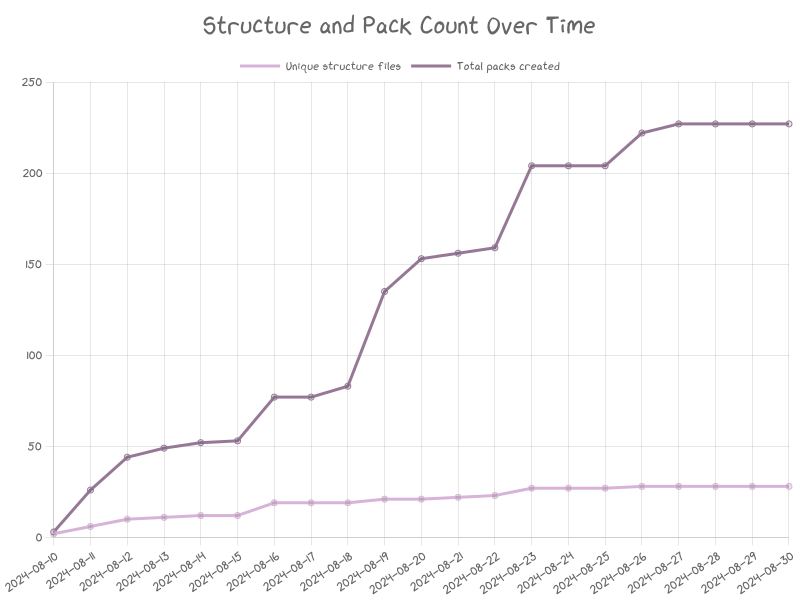 Structure and Pack Count Over Time
Unique structure files Total packs created
250
200
150
100
50
0
2024-08-10 2024-08-11 2024-08-12 2024-08-13 2024-08-14 2024-08-15 2024-08-16 2024-08-17 2024-08-18 2024-08-19 2024-08-20 2024-08-21 2024-08-22 2024-08-23 2024-08-24 2024-08-25 2024-08-26 2024-08-27 2024-08-28 2024-08-29 2024-08-30